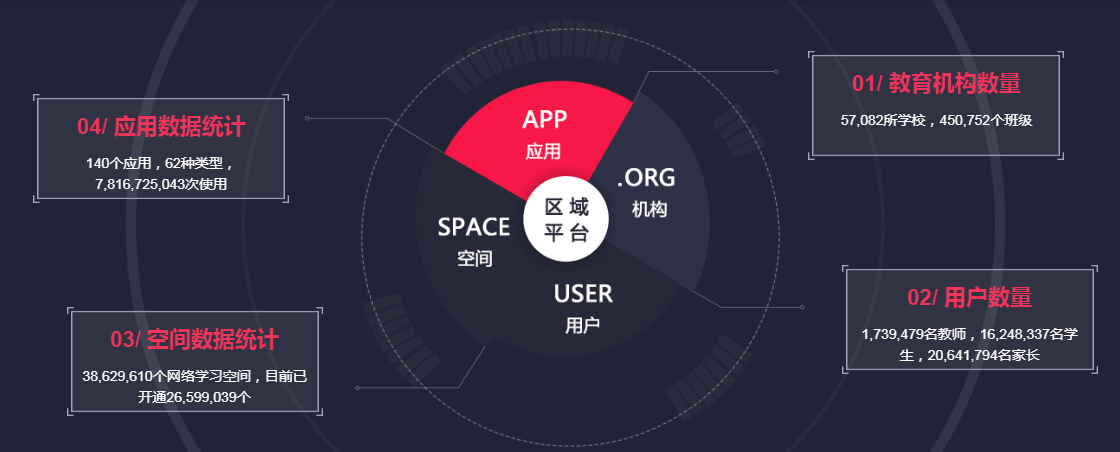 APP
应用
.ORG
机构
区域
平台
SPACE
空间
USER
用户
01/ 教育机构数量
57,082所学校，450,752个班级
02/ 用户数量
1,739,479名教师，16,248,337名学
生，20,641,794名家长
03/ 空间数据统计
38,629,610个网络学习空间，目前已
开通26,599,039个
04/ 应用数据统计
140个应用，62种类型，
7,816,725,043次使用